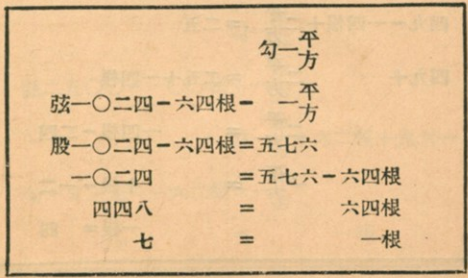 勾一平方
弦一〇二四-六四根-一平方
股一〇二四-六四根=五七六
一〇二四=五七六-六四根
四四八=六四根
七=一根